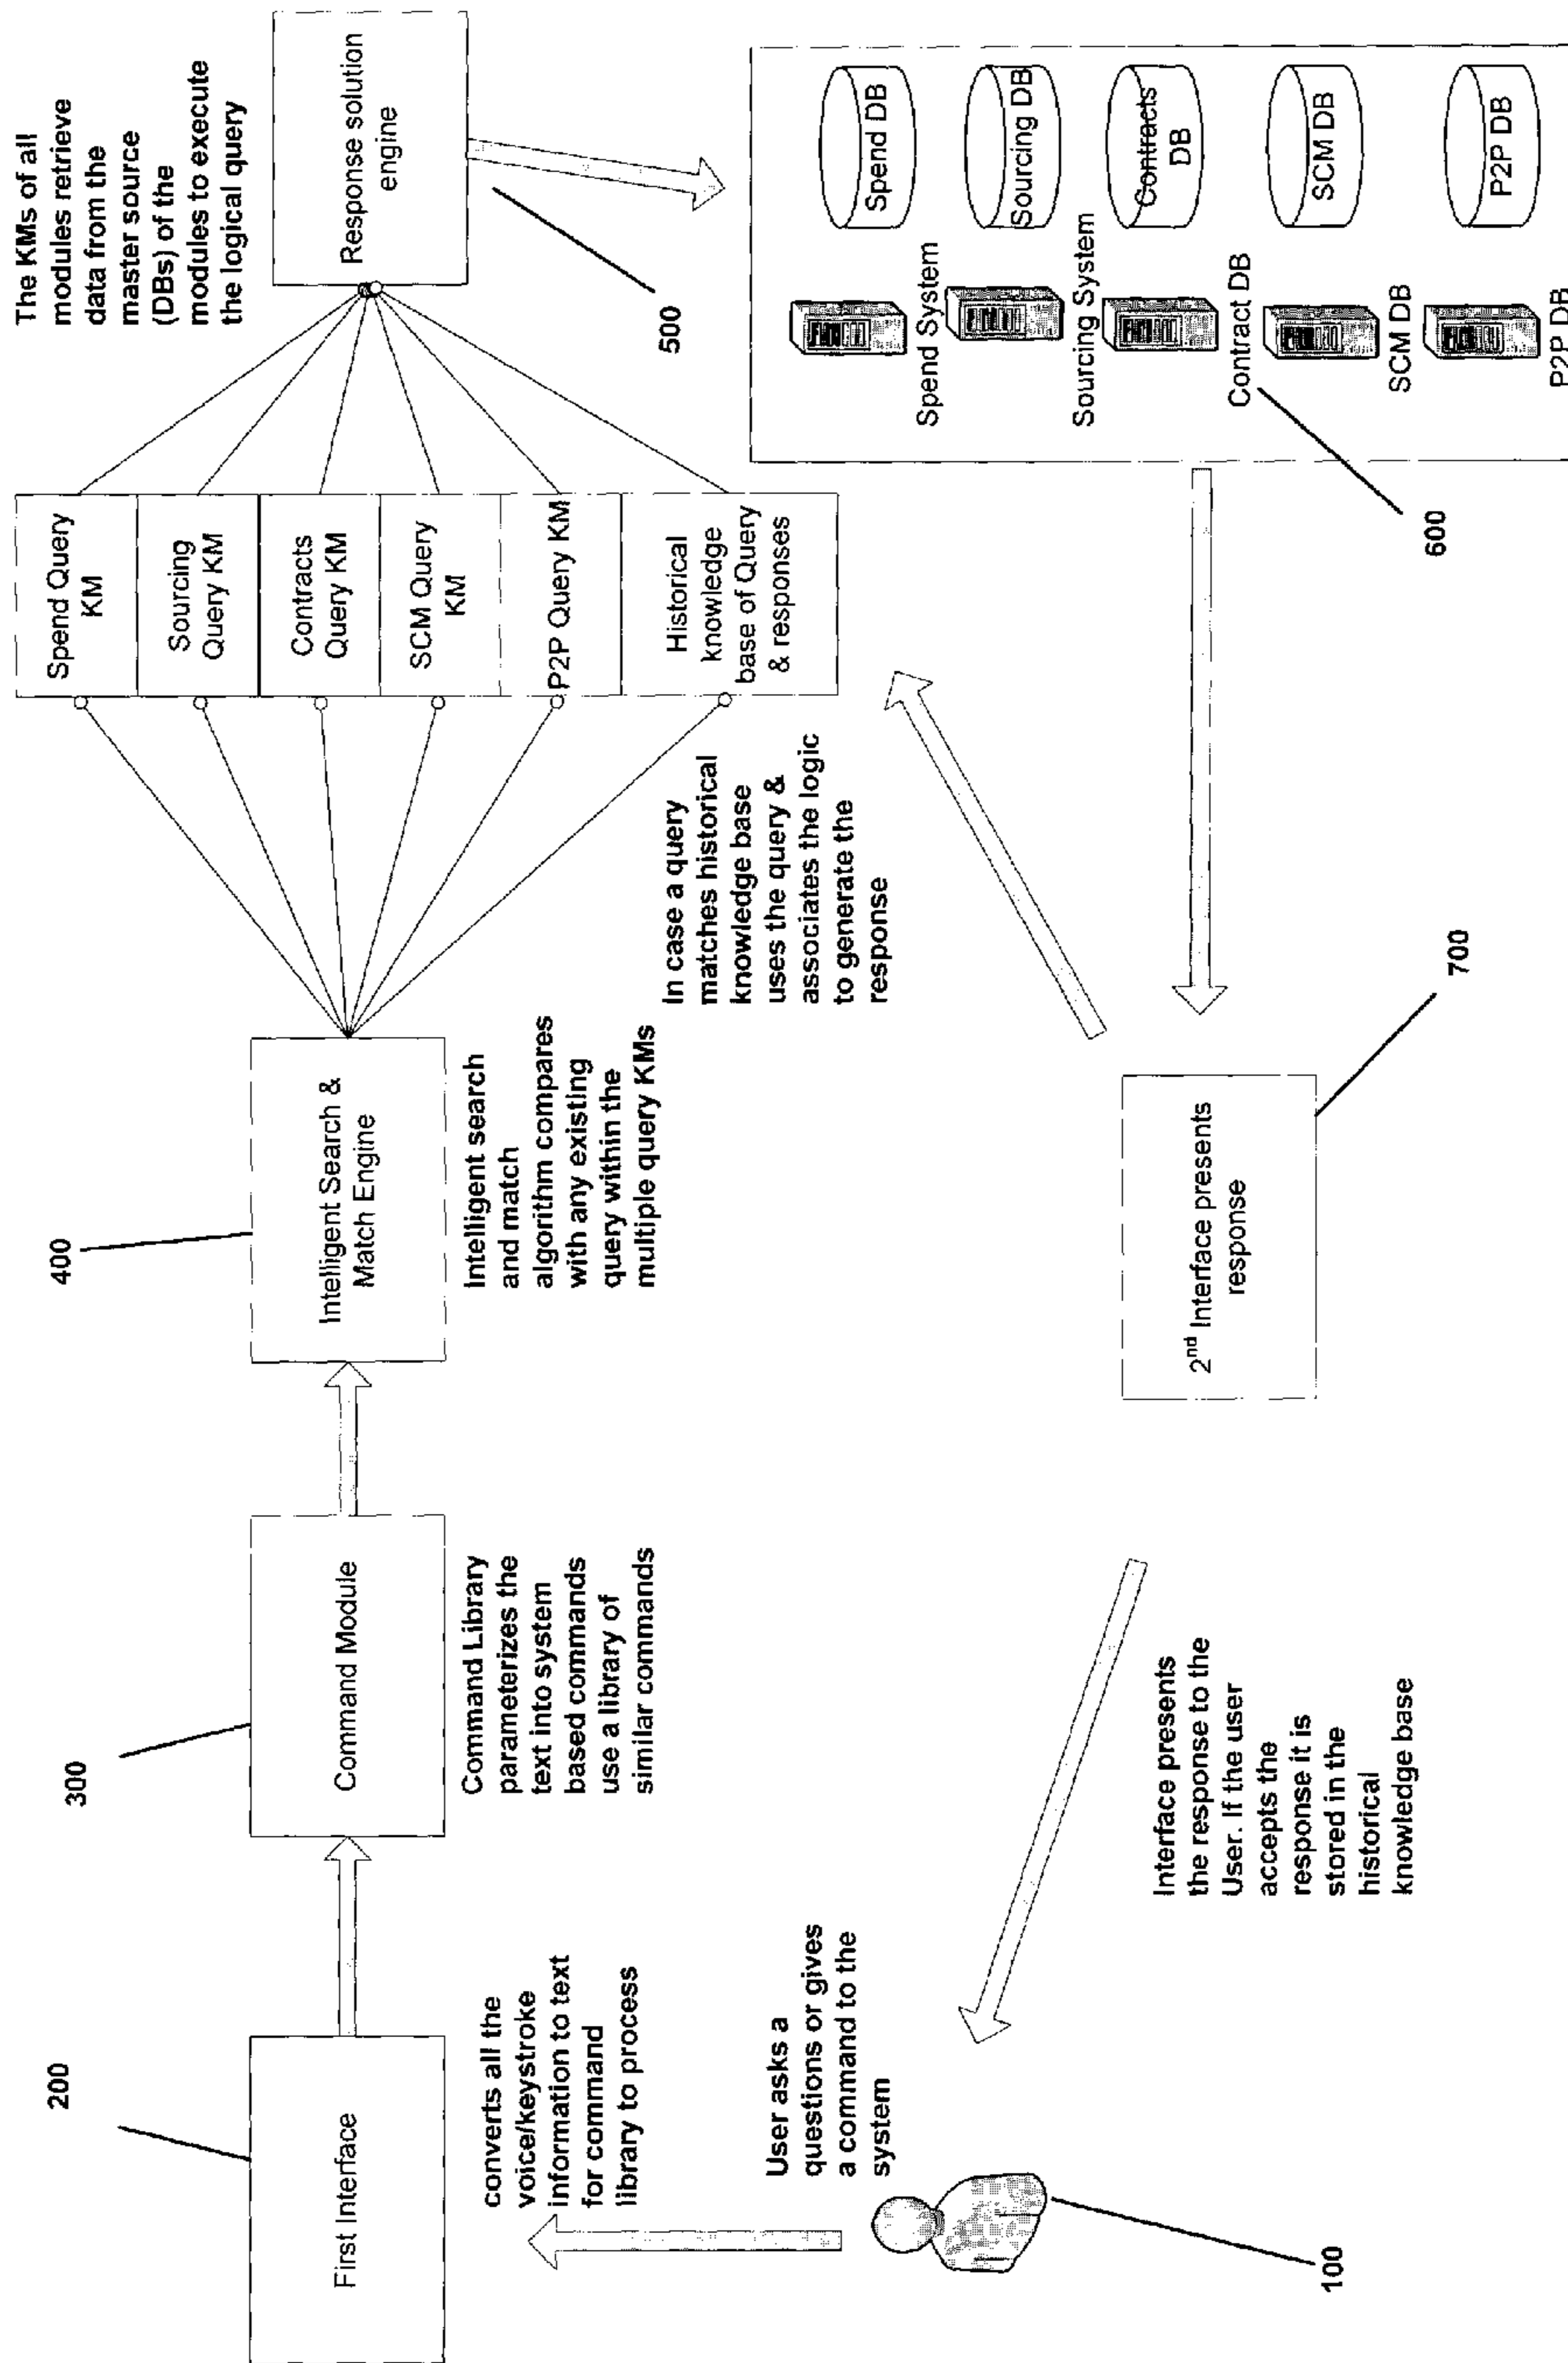 200
First Interface
converts all the
voice/keystroke
information to text
for command
library to process
User asks a
questions or gives
a command to the
system
100
300
Command Module
Command Library
parameterizes the
text into system
based commands
use a library of
similar commands
400
Intelligent Search &
Match Engine
Intelligent search
and match
algorithm compares
with any existing
query within the
multiple query KMs
Spend Query
KM
Sourcing
Query KM
Contracts
Query KM
SCM Query
KM
P2P Query KM
Historical
knowledge
base of Query
& responses
In case a query
matches historical
knowledge base
uses the query &
associates the logic
to generate the
response
The KMs of all
modules retrieve
data from the
master source
(DBs) of the
modules to execute
the logical query
Response solution
engine
500
Spend System
Spend DB
Sourcing System
Sourcing DB
Contract DB
Contracts
DB
SCM DB
SCM DB
P2P DB
P2P DB
600
2nd Interface presents
response
700
Interface presents
the response to the
User. If the user
accepts the
response it is
stored in the
historical
knowledge base